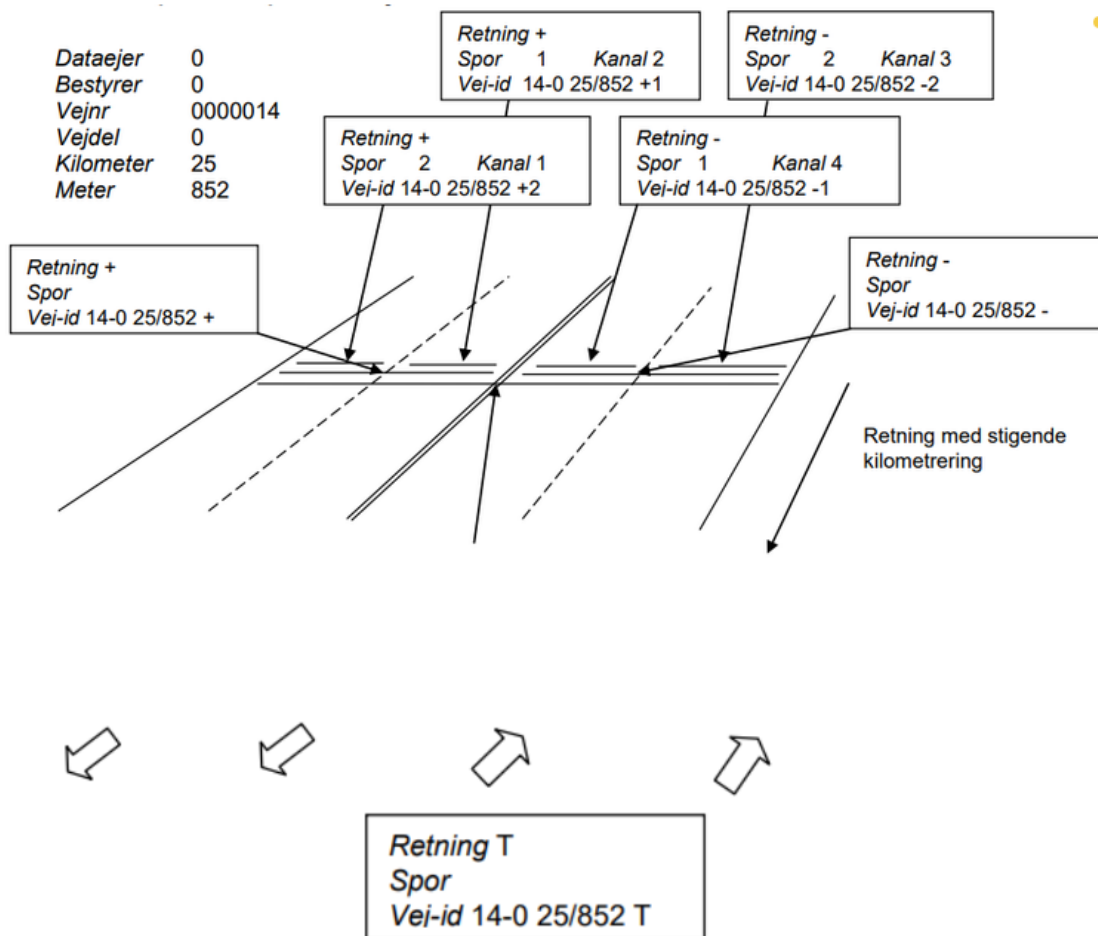 Dataejer 0
Bestyrer 0
Vejnr 0000014
Vejdel 0
Kilometer 25
Meter 852
Retning +
Spor 1 Kanal 2
Vej-id 14-0 25/852 +1
Retning -
Spor 2 Kanal 3
Vej-id 14-0 25/852 -2
Retning +
Spor 2 Kanal 1
Vej-id 14-0 25/852 +2
Retning -
Spor 1 Kanal 4
Vej-id 14-0 25/852 -1
Retning +
Spor
Vej-id 14-0 25/852 +
Retning -
Spor
Vej-id 14-0 25/852 -
Retning med stigende
kilometrering
Retning T
Spor
Vej-id 14-0 25/852 T